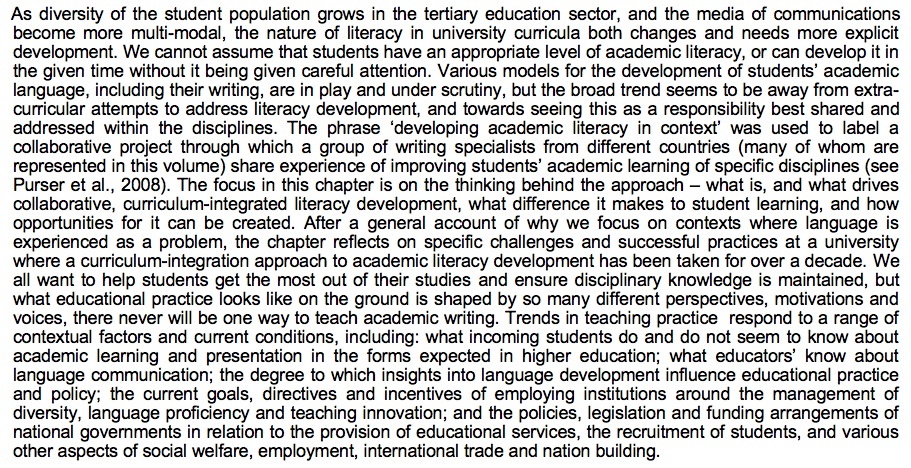 As diversity of the student population grows in the tertiary education sector, and the media of communications
become more multi-modal, the nature of literacy in university curricula both changes and needs more explicit
development. We cannot assume that students have an appropriate level of academic literacy, or can develop it in
the given time without it being given careful attention. Various models for the development of students’ academic
language, including their writing, are in play and under scrutiny, but the broad trend seems to be away from extra-
curricular attempts to address literacy development, and towards seeing this as a responsibility best shared and
addressed within the disciplines. The phrase ‘developing academic literacy in context’ was used to label a
collaborative project through which a group of writing specialists from different countries (many of whom are
represented in this volume) share experience of improving students’ academic learning of specific disciplines (see
Purser et al., 2008). The focus in this chapter is on the thinking behind the approach – what is, and what drives
collaborative, curriculum-integrated literacy development, what difference it makes to student learning, and how
opportunities for it can be created. After a general account of why we focus on contexts where language is
experienced as a problem, the chapter reflects on specific challenges and successful practices at a university
where a curriculum-integration approach to academic literacy development has been taken for over a decade. We
all want to help students get the most out of their studies and ensure disciplinary knowledge is maintained, but
what educational practice looks like on the ground is shaped by so many different perspectives, motivations and
voices, there never will be one way to teach academic writing. Trends in teaching practice respond to a range of
contextual factors and current conditions, including: what incoming students do and do not seem to know about
academic learning and presentation in the forms expected in higher education; what educators’ know about
language communication; the degree to which insights into language development influence educational practice
and policy; the current goals, directives and incentives of employing institutions around the management of
diversity, language proficiency and teaching innovation; and the policies, legislation and funding arrangements of
national governments in relation to the provision of educational services, the recruitment of students, and various
other aspects of social welfare, employment, international trade and nation building.